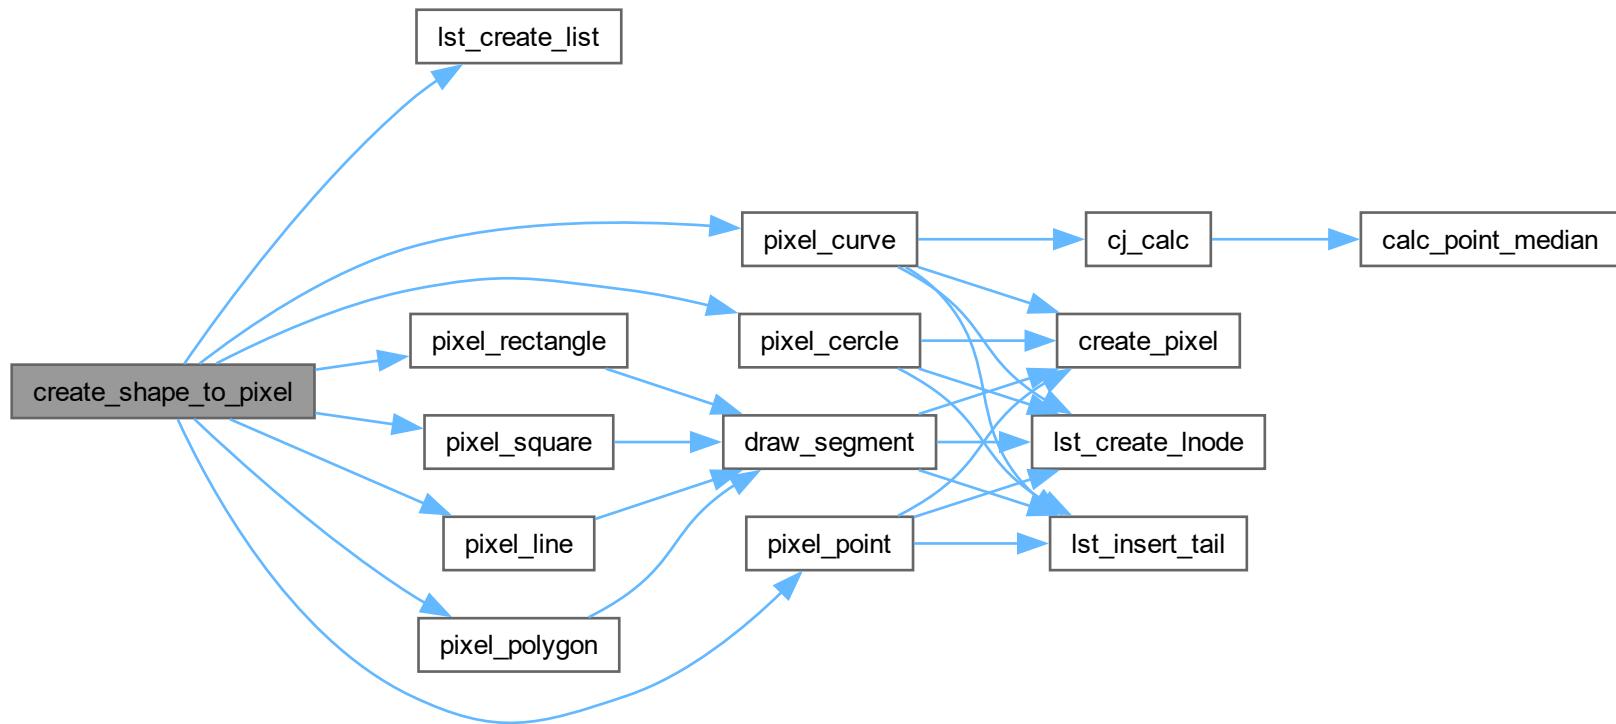 lst_create_list
pixel_curve
cj_calc
calc_point_median
pixel_rectangle
pixel_cercle
create_pixel
create_shape_to_pixel
pixel_square
draw_segment
lst_create_lnode
pixel_line
pixel_point
lst_insert_tail
pixel_polygon